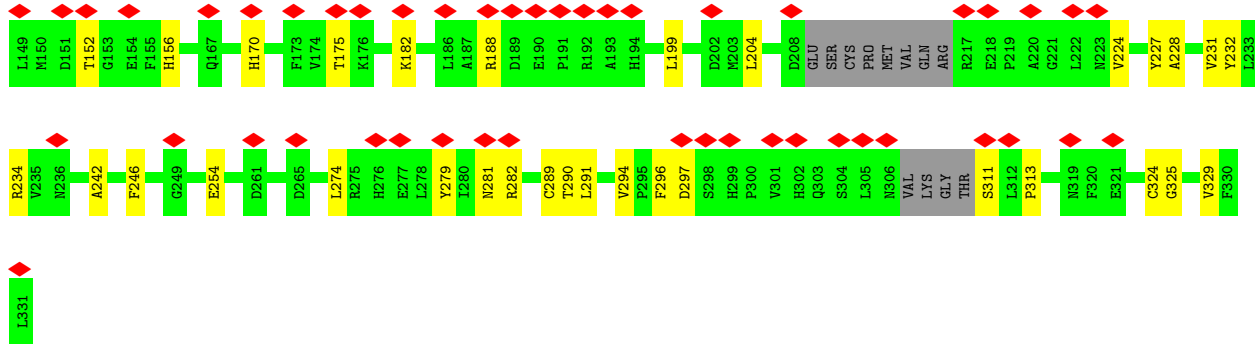 L149 M150 D151 T152 G153 E154 F155 H156 Q167 H170 F173 V174 T175 K176 K182 L186 A187 R188 D189 E190 P191 R192 A193 H194 L199 D202 M203 L204 D208 GLU SER CYS PRO MET VAL GLN ARG R217 E218 P219 A220 G221 L222 N223 V224 Y227 A228 V231 Y232 L233
R234 V235 N236 A242 F246 G249 E254 D261 D265 L274 R275 H276 E277 L278 Y279 I280 N281 R282 C289 T290 L291 V294 P295 F296 D297 S298 H299 P300 V301 H302 Q303 S304 L305 N306 VAL LYS GLY THR S311 L312 P313 N319 F320 E321 C324 G325 V329 F330
L331